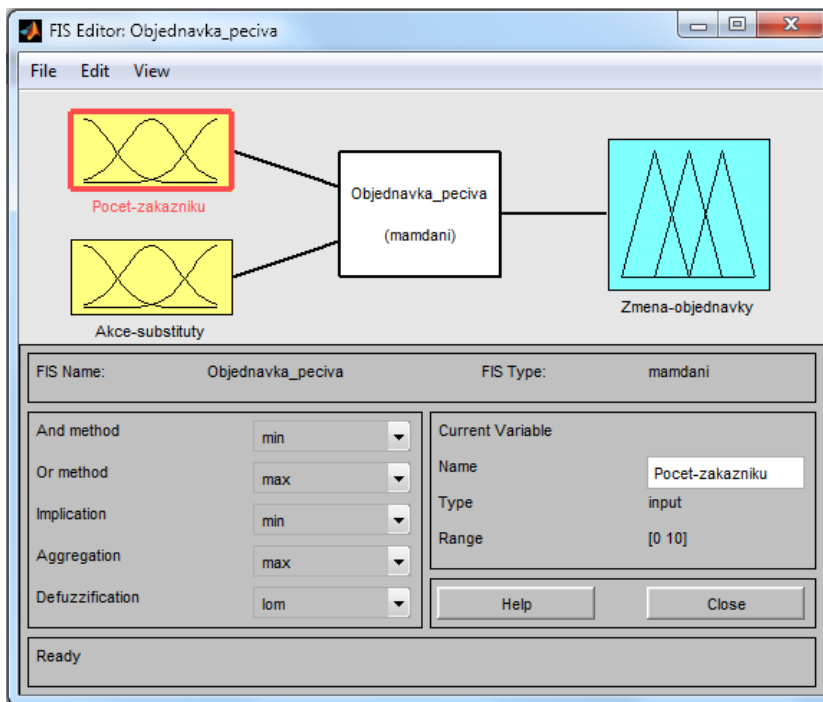 FIS Editor: Objednavka_peciva
File Edit View
Pocet-zakazniku
Objednavka_peciva
(mamdani)
Akce-substituty
Zmena-objednavky
FIS Name: Objednavka_peciva FIS Type: mamdani
And method min
Or method max
Implication min
Aggregation max
Defuzzification lom
Current Variable
Name Pocet-zakazniku
Type input
Range [0 10]
Help Close
Ready